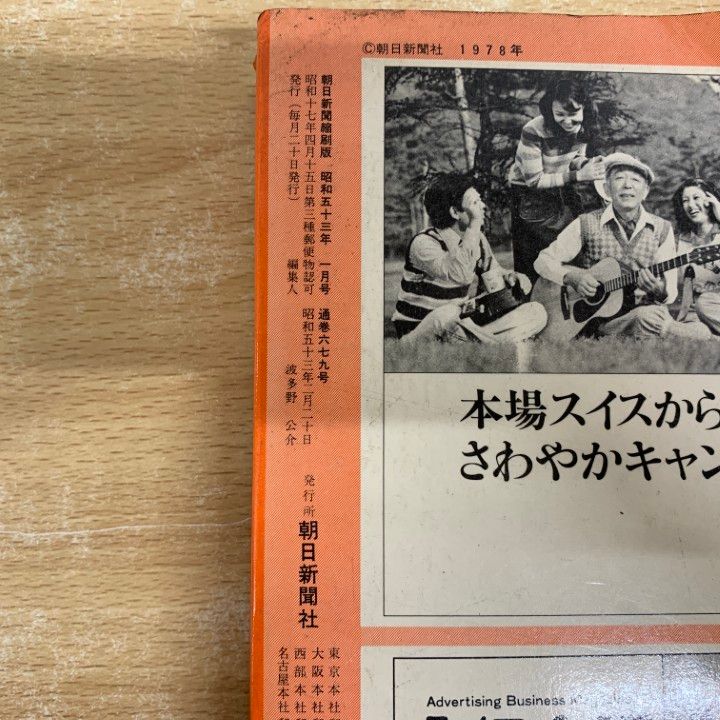 ©朝日新聞社 1978年
朝日新聞縮刷版 昭和五十三年 一月号 通巻六七九号
昭和十七年四月十五日第三種郵便物認可 昭和五十三年二月二十日
発行(毎月二十日発行) 編集人 波多野 公介
発行所 朝日新聞社
東京本社
大阪本社
西部本社
名古屋本社
本場スイスから
さわやかキャン
Advertising Business